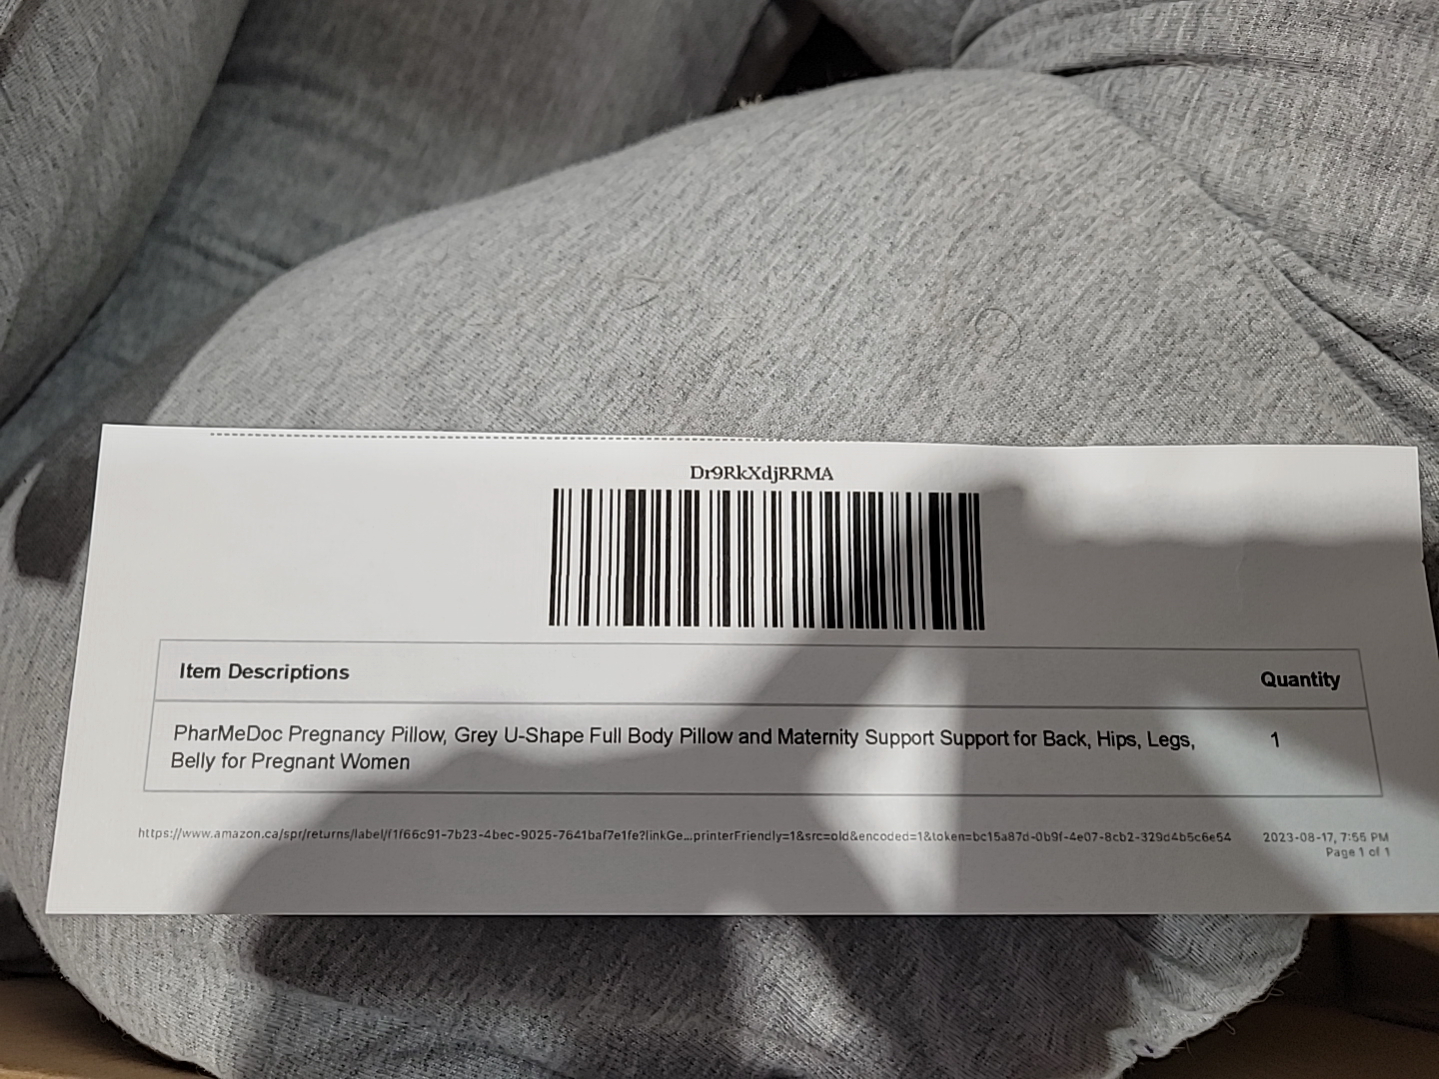 Dr9RkXdjRRMA
Item Descriptions Quantity
PharMeDoc Pregnancy Pillow, Grey U-Shape Full Body Pillow and Maternity Support Support for Back, Hips, Legs, 1
Belly for Pregnant Women
https://www.amazon.ca/spr/returns/label/f1f66c91-7b23-4bec-9025-7641baf7e1fe?linkGe...printerFriendly=1&src=old&encoded=1&token=bc15a87d-0b9f-4e07-8cb2-329d4b5c6e54 2023-08-17, 7:55 PM
Page 1 of 1